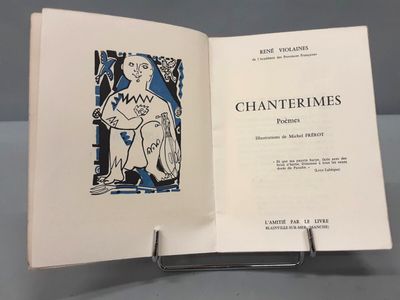 RENÉ VIOLAINES
de l'Académie des Provinces Françaises
CHANTERIMES
Poèmes
Illustrations de Michel FRÉROT
L'AMITIÉ PAR LE LIVRE
BLAINVILLE-SUR-MER (MANCHE)